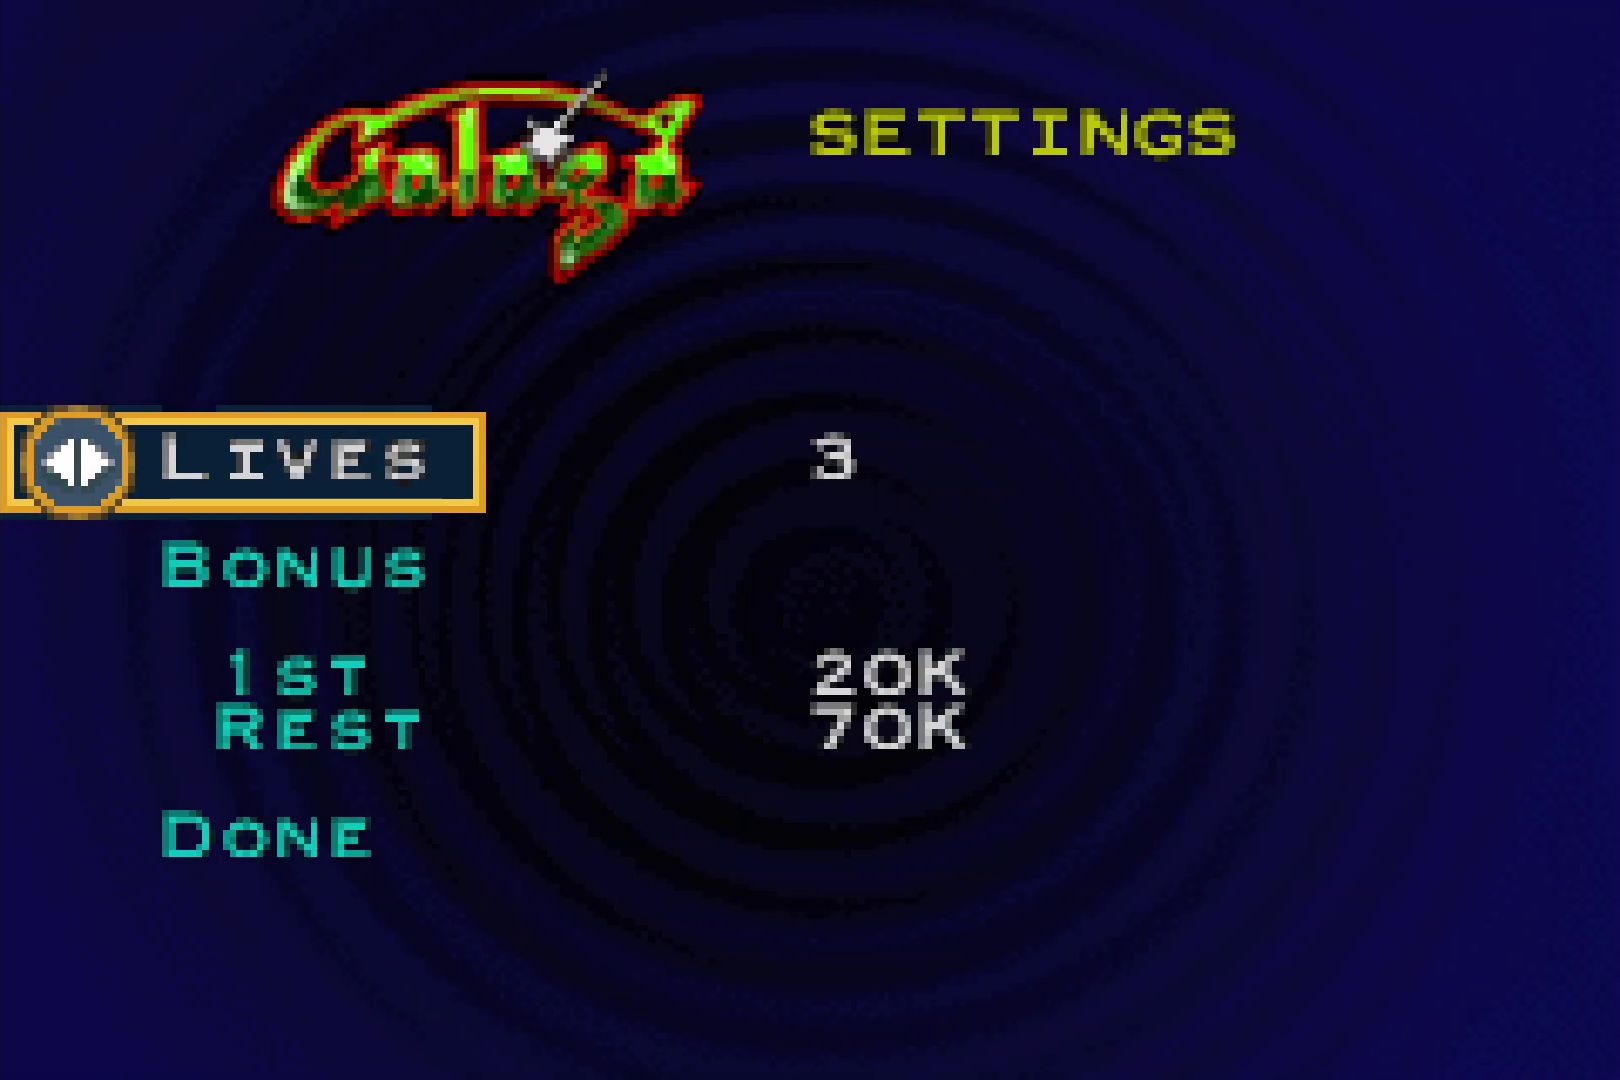 Galaga
SETTINGS
LIVES 3
BONUS
1ST 20K
REST 70K
DONE